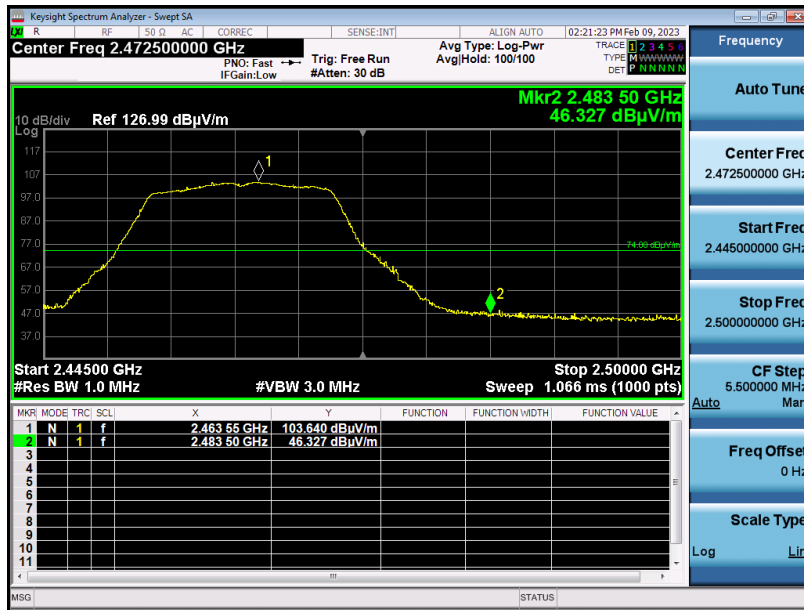 Keysight Spectrum Analyzer - Swept SA
LXI R RF 50 Ω AC CORREC SENSE:INT ALIGN AUTO 02:21:23 PM Feb 09, 2023
Center Freq 2.472500000 GHz
PNO: Fast
IFGain:Low
Trig: Free Run
#Atten: 30 dB
Avg Type: Log-Pwr
Avg|Hold: 100/100
TRACE 1 2 3 4 5 6
TYPE M W W W W W
DET P N N N N N
Mkr2 2.483 50 GHz
46.327 dBµV/m
10 dB/div Ref 126.99 dBµV/m
Log
117
107
97.0
87.0
77.0
67.0
57.0
47.0
37.0
1
74.00 dBµV/m
2
Start 2.44500 GHz Stop 2.50000 GHz
#Res BW 1.0 MHz #VBW 3.0 MHz Sweep 1.066 ms (1000 pts)
MKR MODE TRC SCL X Y FUNCTION FUNCTION WIDTH FUNCTION VALUE
1 N 1 f 2.463 55 GHz 103.640 dBµV/m
2 N 1 f 2.483 50 GHz 46.327 dBµV/m
3
4
5
6
7
8
9
10
11
MSG STATUS
Frequency
Auto Tune
Center Freq
2.472500000 GHz
Start Freq
2.445000000 GHz
Stop Freq
2.500000000 GHz
CF Step
5.500000 MHz
Auto Man
Freq Offset
0 Hz
Scale Type
Log Lin